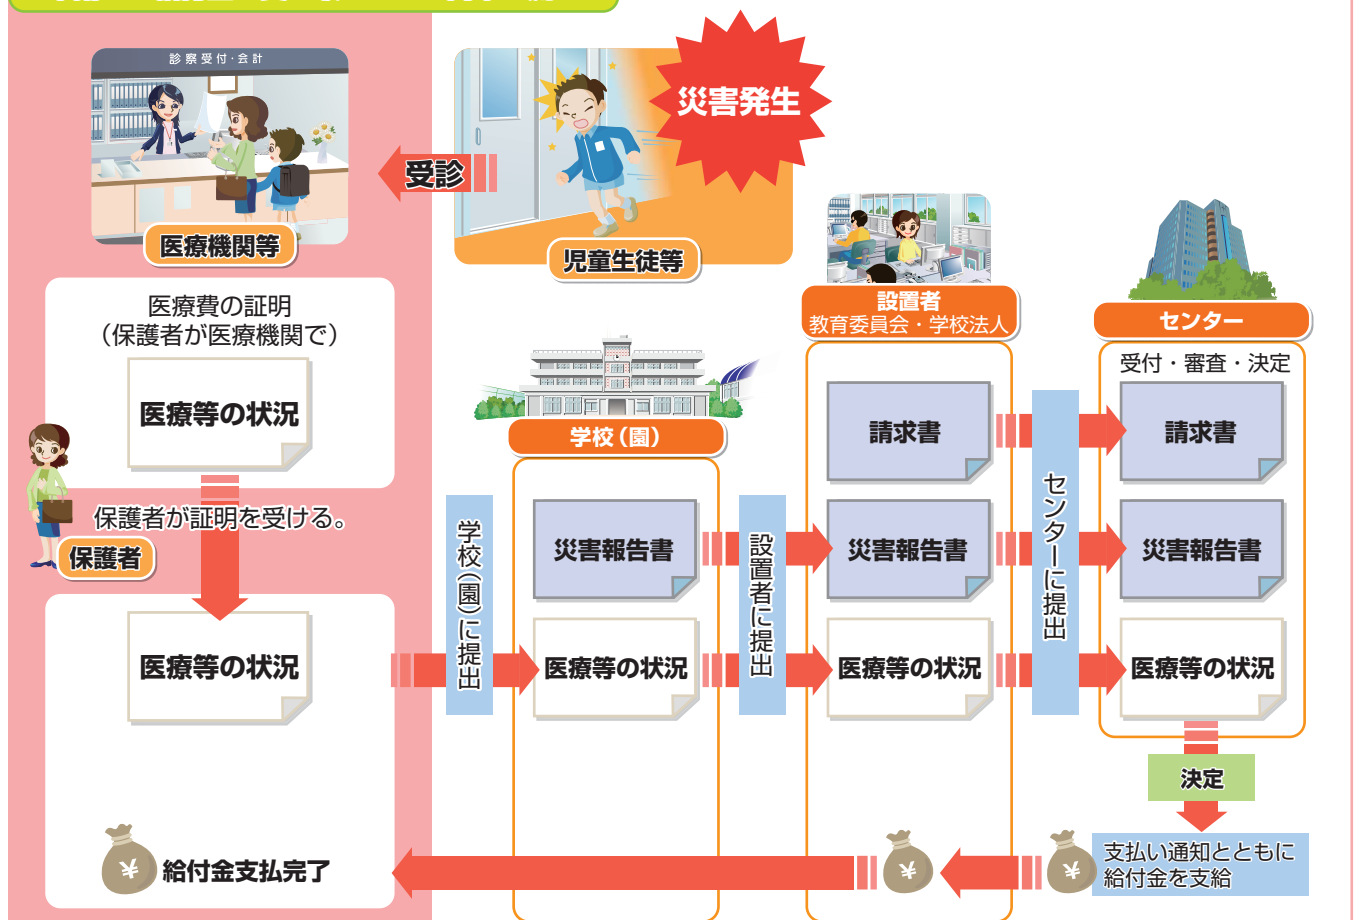 診察受付・会計
災害発生
受診
医療機関等
児童生徒等
設置者
教育委員会・学校法人
センター
医療費の証明
（保護者が医療機関で）
医療等の状況
保護者が証明を受ける。
保護者
医療等の状況
学校（園）に提出
学校（園）
災害報告書
医療等の状況
設置者に提出
請求書
災害報告書
医療等の状況
センターに提出
受付・審査・決定
請求書
災害報告書
医療等の状況
決定
支払い通知とともに
給付金を支給
¥
¥
¥
給付金支払完了